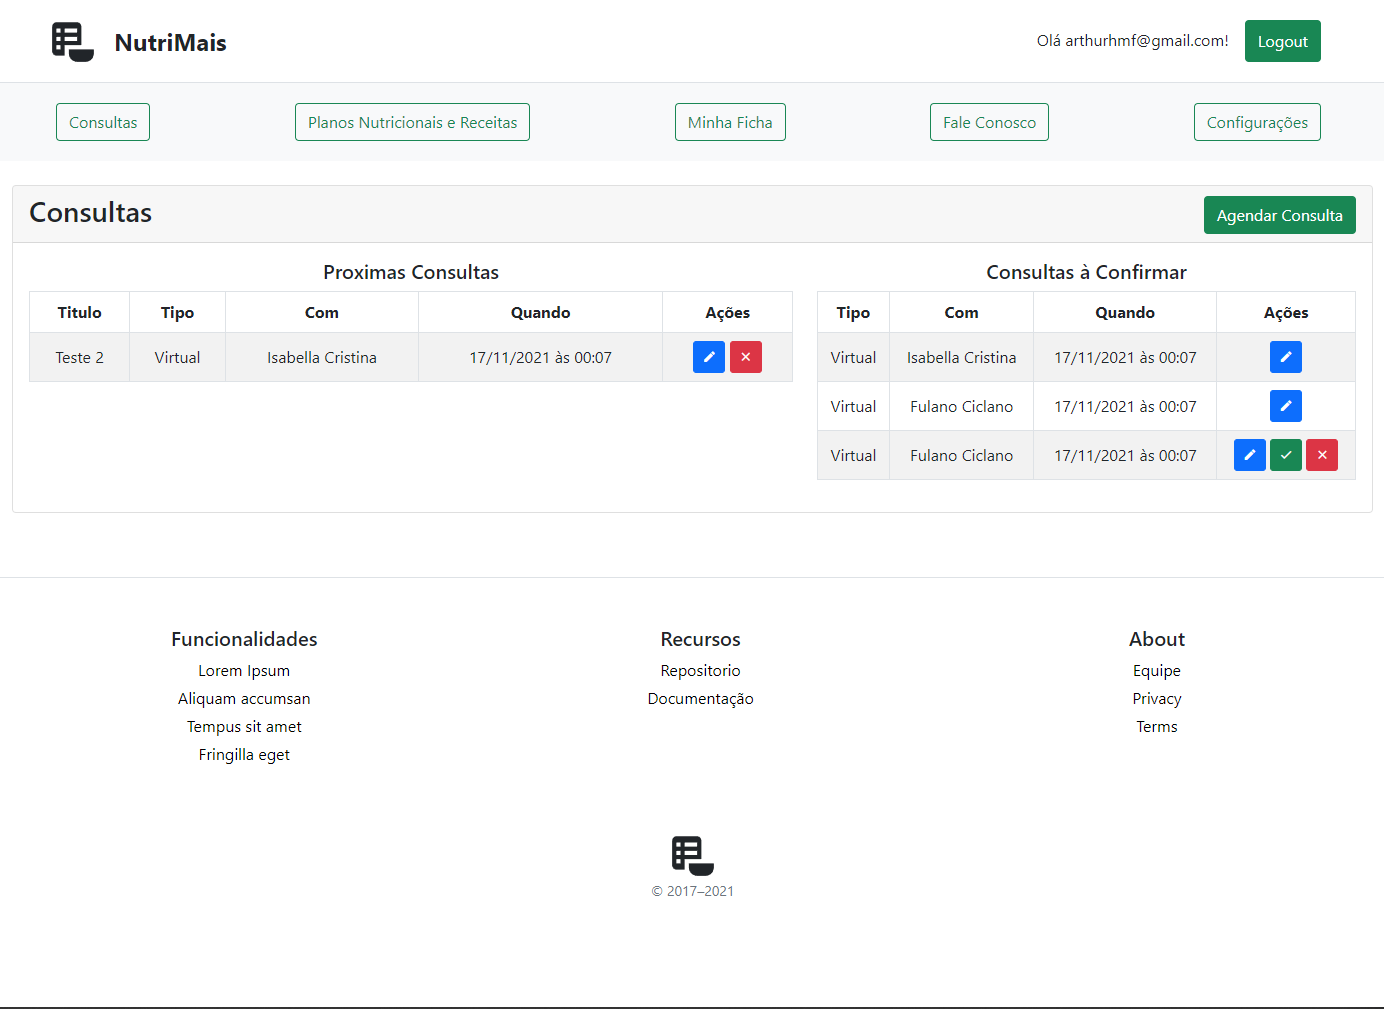 NutriMais
Olá arthurhmf@gmail.com!
Logout
Consultas
Planos Nutricionais e Receitas
Minha Ficha
Fale Conosco
Configurações
Consultas
Agendar Consulta
Proximas Consultas
Titulo Tipo Com Quando Ações
Teste 2 Virtual Isabella Cristina 17/11/2021 às 00:07
Consultas à Confirmar
Tipo Com Quando Ações
Virtual Isabella Cristina 17/11/2021 às 00:07
Virtual Fulano Ciclano 17/11/2021 às 00:07
Virtual Fulano Ciclano 17/11/2021 às 00:07
Funcionalidades
Lorem Ipsum
Aliquam accumsan
Tempus sit amet
Fringilla eget
Recursos
Repositorio
Documentação
About
Equipe
Privacy
Terms
© 2017–2021